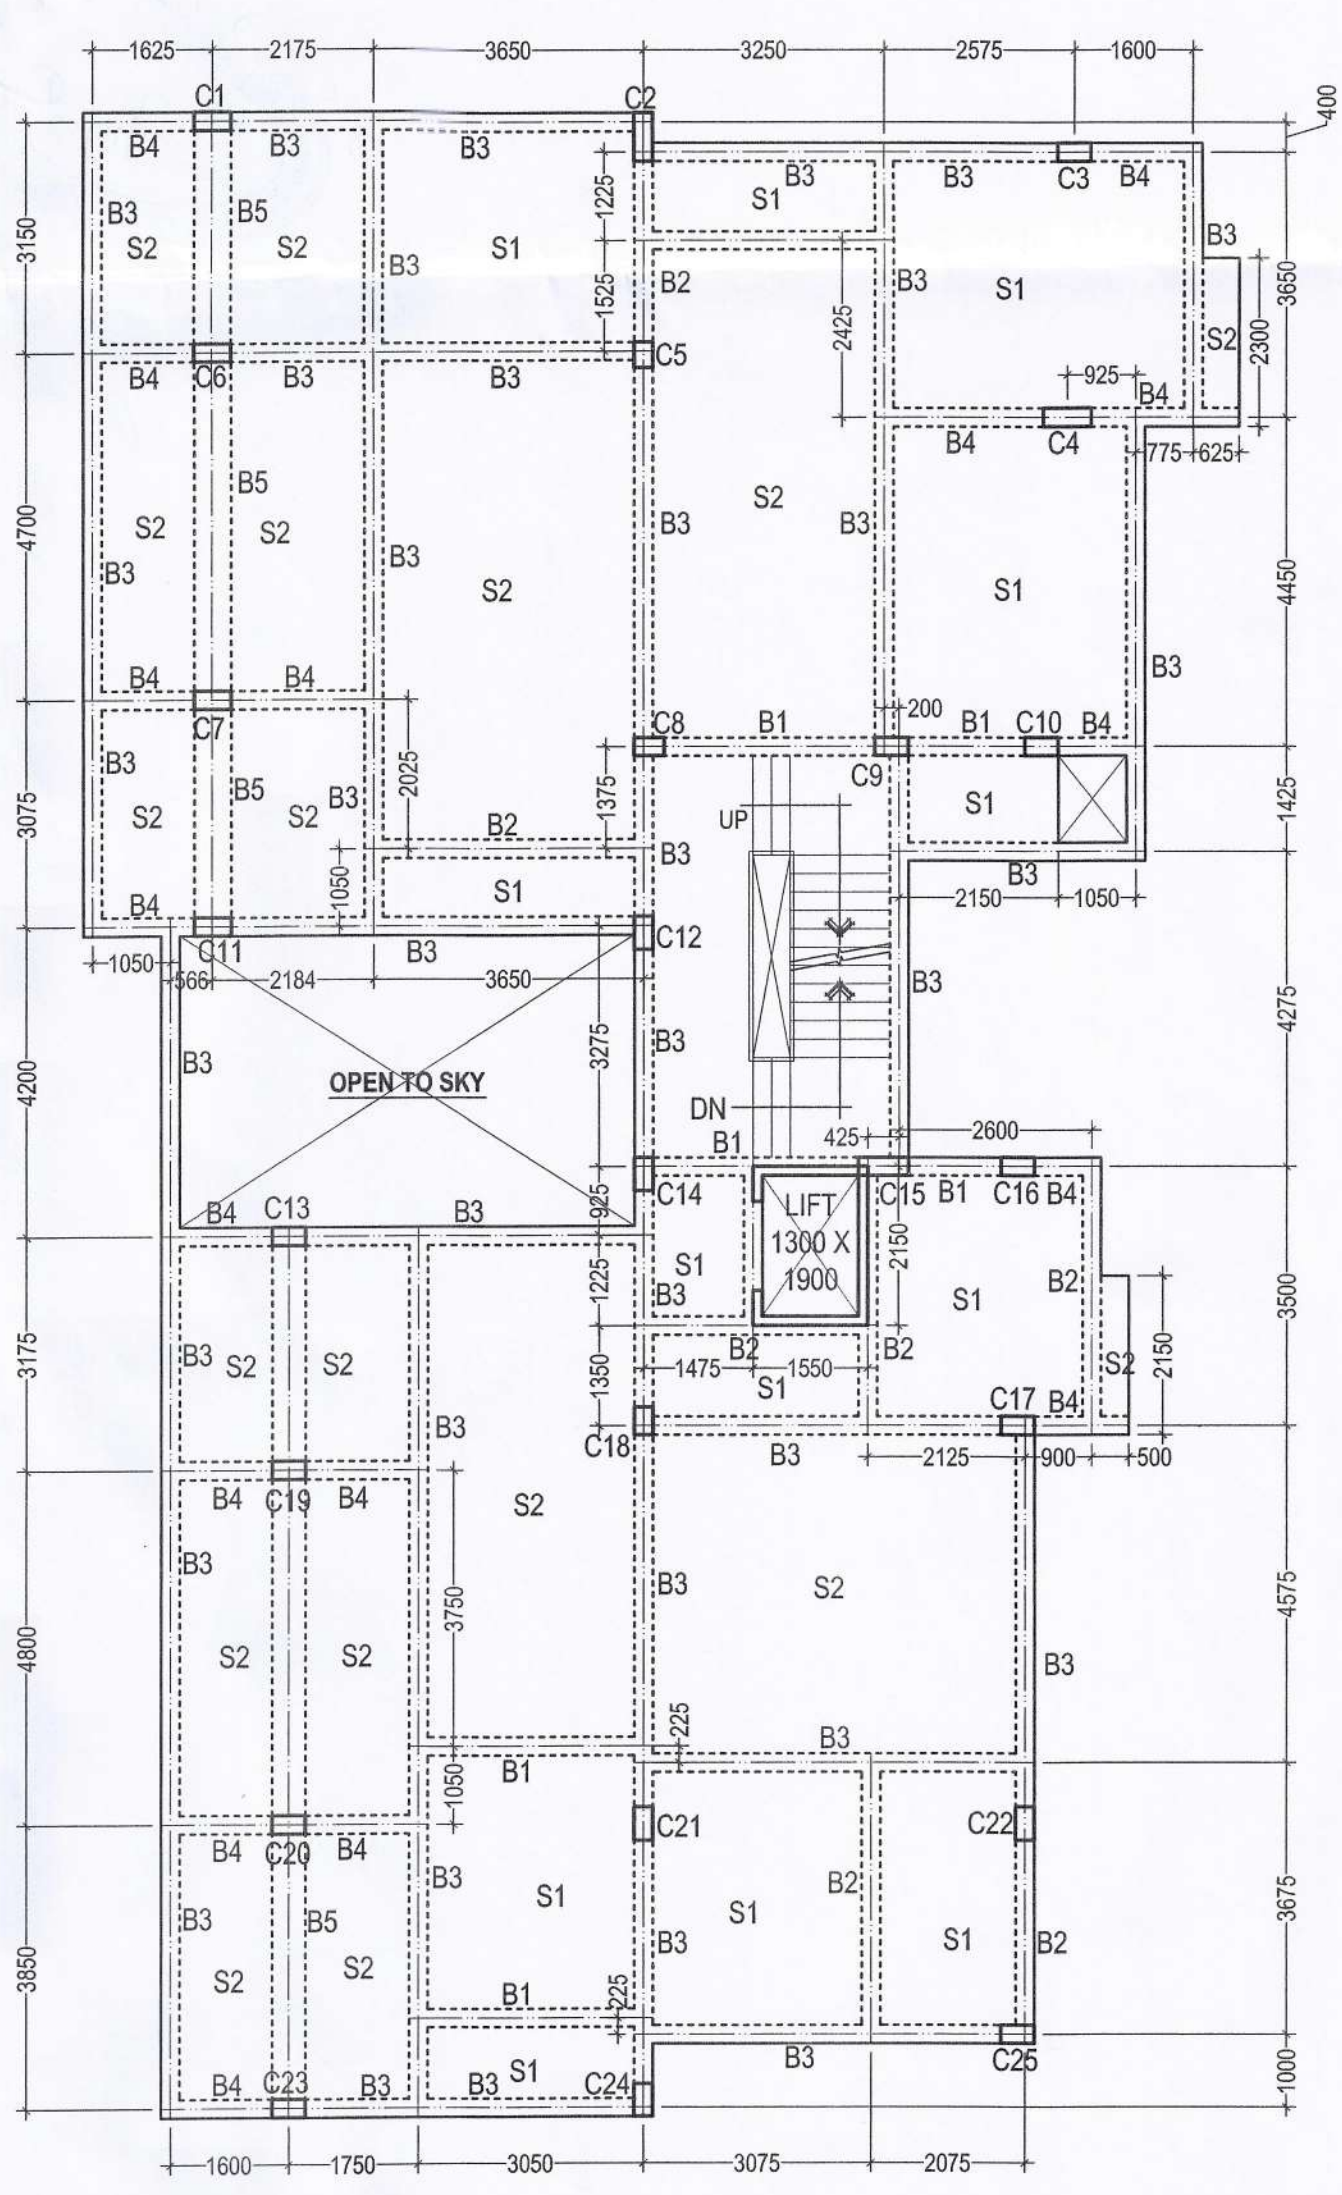 1625 2175 3650 3250 2575 1600
400
C1 C2
B4 B3 B3 B3 B3 C3 B4
1225
B3 B5 S1
3150 S2 S2 S1 B3
B3 B2 B3 S1 3650
1525 2425 S2 2300
C5
B4 C6 B3 B3 925 B4
B4 C4 775 625
B5 S2
4700 S2 S2 B3 B3
B3 B3 S2 S1 4450
B4 B4 B3
200
C7 C8 B1 B1 C10 B4
B3 2025 1375 C9
B5 B3 S1 1425
3075 S2 S2 B2 UP
B3
1050 S1 B3
B4 2150 1050
C11 B3 C12
1050 566 2184 3650 B3
4275
B3 3275 B3
4200 OPEN TO SKY
DN
B1 425 2600
B4 C13 B3 925 C14 LIFT C15 B1 C16 B4
1300 X 2150
1225 S1 1900 B2 3500
B3 S1
3175 B3 S2 S2 B2 B2 S2 2150
1350 1475 1550
S1 C17 B4
B3 C18 B3 2125 900 500
B4 C19 B4 S2
B3 B3 S2 4575
3750
4800 S2 S2 B3
225 B3
1050 B1
C21 C22
B4 C20 B4
B3 B2 3675
B3 B5 S1 S1 S1 B3 B2
3850 S2 S2
B1 225
B3 C25
B4 C23 B3 B3 S1 C24 1000
1600 1750 3050 3075 2075